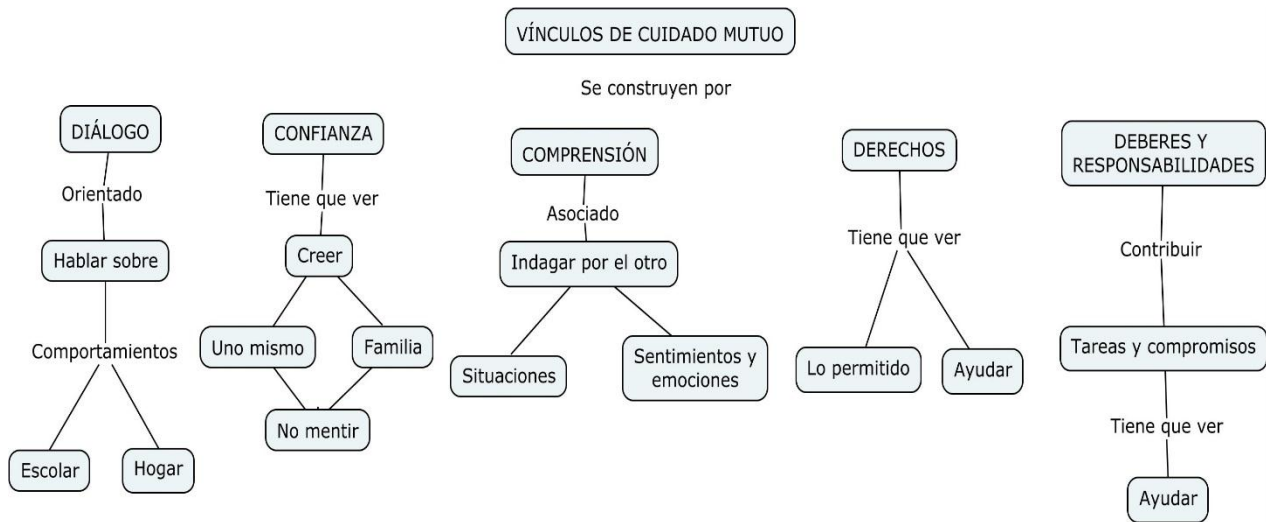 VÍNCULOS DE CUIDADO MUTUO
Se construyen por
DIÁLOGO
Orientado
Hablar sobre
Comportamientos
Escolar
Hogar
CONFIANZA
Tiene que ver
Creer
Uno mismo
Familia
No mentir
COMPRENSIÓN
Asociado
Indagar por el otro
Situaciones
Sentimientos y
emociones
DERECHOS
Tiene que ver
Lo permitido
Ayudar
DEBERES Y
RESPONSABILIDADES
Contribuir
Tareas y compromisos
Tiene que ver
Ayudar